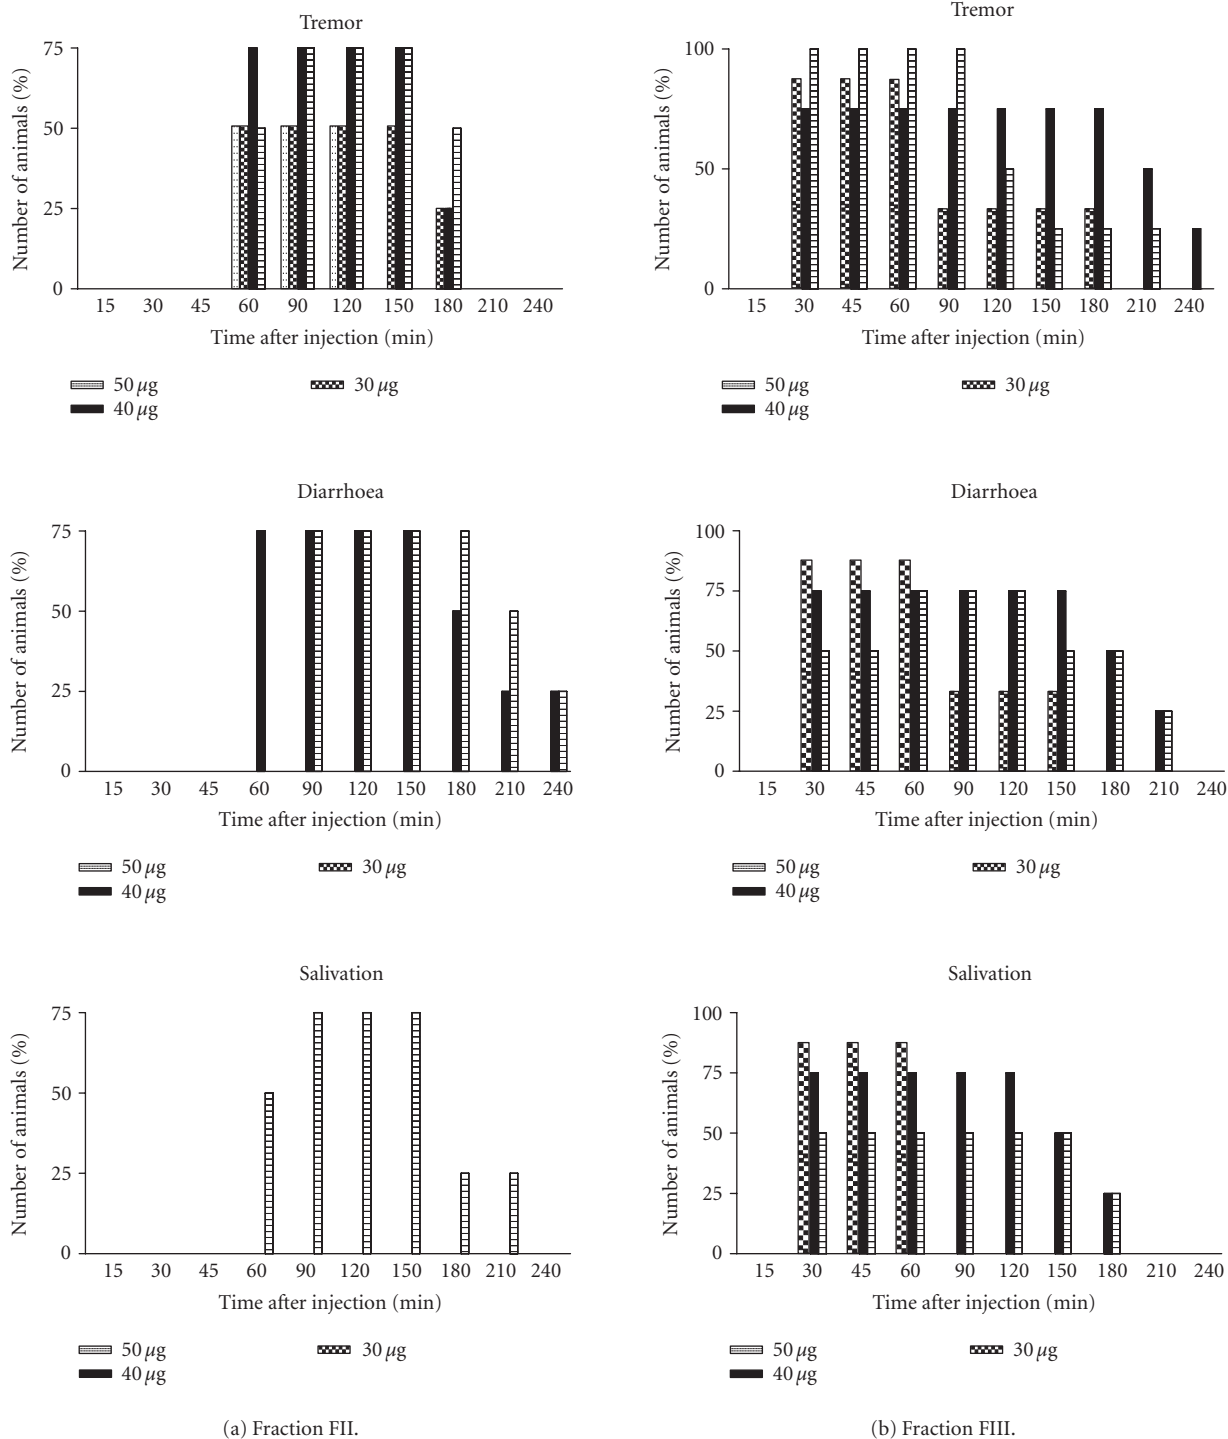 Tremor
75
50
25
0
Number of animals (%)
15 30 45 60 90 120 150 180 210 240
Time after injection (min)
50 µg 30 µg
40 µg
Tremor
100
50
0
Number of animals (%)
15 30 45 60 90 120 150 180 210 240
Time after injection (min)
50 µg 30 µg
40 µg
Diarrhoea
75
50
25
0
Number of animals (%)
15 30 45 60 90 120 150 180 210 240
Time after injection (min)
50 µg 30 µg
40 µg
Diarrhoea
100
75
50
25
0
Number of animals (%)
15 30 45 60 90 120 150 180 210 240
Time after injection (min)
50 µg 30 µg
40 µg
Salivation
75
50
25
0
Number of animals (%)
15 30 45 60 90 120 150 180 210 240
Time after injection (min)
50 µg 30 µg
40 µg
(a) Fraction FII.
Salivation
100
75
50
25
0
Number of animals (%)
15 30 45 60 90 120 150 180 210 240
Time after injection (min)
50 µg 30 µg
40 µg
(b) Fraction FIII.